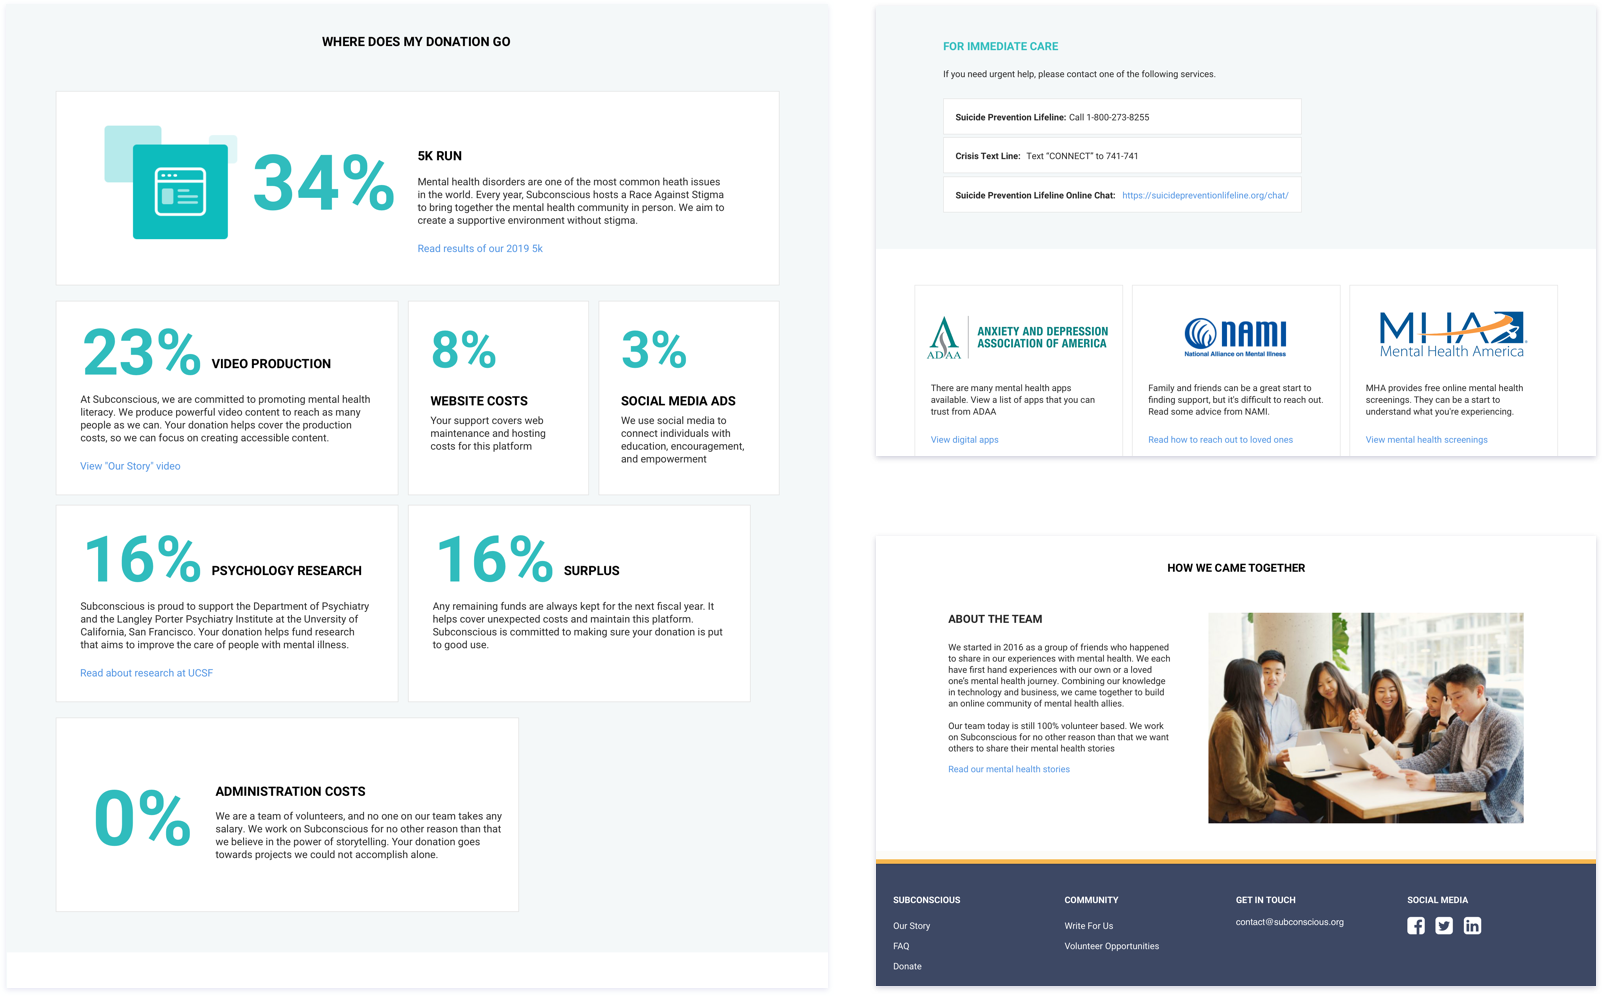 WHERE DOES MY DONATION GO
34%
5K RUN
Mental health disorders are one of the most common heath issues
in the world. Every year, Subconscious hosts a Race Against Stigma
to bring together the mental health community in person. We aim to
create a supportive environment without stigma.
Read results of our 2019 5k
23% VIDEO PRODUCTION
At Subconscious, we are committed to promoting mental health
literacy. We produce powerful video content to reach as many
people as we can. Your donation helps cover the production
costs, so we can focus on creating accessible content.
View "Our Story" video
8%
WEBSITE COSTS
Your support covers web
maintenance and hosting
costs for this platform
3%
SOCIAL MEDIA ADS
We use social media to
connect individuals with
education, encouragement,
and empowerment
16% PSYCHOLOGY RESEARCH
Subconscious is proud to support the Department of Psychiatry
and the Langley Porter Psychiatry Institute at the Unversity of
California, San Francisco. Your donation helps fund research
that aims to improve the care of people with mental illness.
Read about research at UCSF
16% SURPLUS
Any remaining funds are always kept for the next fiscal year. It
helps cover unexpected costs and maintain this platform.
Subconscious is committed to making sure your donation is put
to good use.
0%
ADMINISTRATION COSTS
We are a team of volunteers, and no one on our team takes any
salary. We work on Subconscious for no other reason than that
we believe in the power of storytelling. Your donation goes
towards projects we could not accomplish alone.
FOR IMMEDIATE CARE
If you need urgent help, please contact one of the following services.
Suicide Prevention Lifeline: Call 1-800-273-8255
Crisis Text Line: Text “CONNECT” to 741-741
Suicide Prevention Lifeline Online Chat: https://suicidepreventionlifeline.org/chat/
ADAA
ANXIETY AND DEPRESSION
ASSOCIATION OF AMERICA
There are many mental health apps
available. View a list of apps that you can
trust from ADAA
View digital apps
NAMI
National Alliance on Mental Illness
Family and friends can be a great start to
finding support, but it's difficult to reach out.
Read some advice from NAMI.
Read how to reach out to loved ones
MHA
Mental Health America
MHA provides free online mental health
screenings. They can be a start to
understand what you're experiencing.
View mental health screenings
HOW WE CAME TOGETHER
ABOUT THE TEAM
We started in 2016 as a group of friends who happened
to share in our experiences with mental health. We each
have first hand experiences with our own or a loved
one's mental health journey. Combining our knowledge
in technology and business, we came together to build
an online community of mental health allies.
Our team today is still 100% volunteer based. We work
on Subconscious for no other reason than that we want
others to share their mental health stories
Read our mental health stories
SUBCONSCIOUS
Our Story
FAQ
Donate
COMMUNITY
Write For Us
Volunteer Opportunities
GET IN TOUCH
contact@subconscious.org
SOCIAL MEDIA